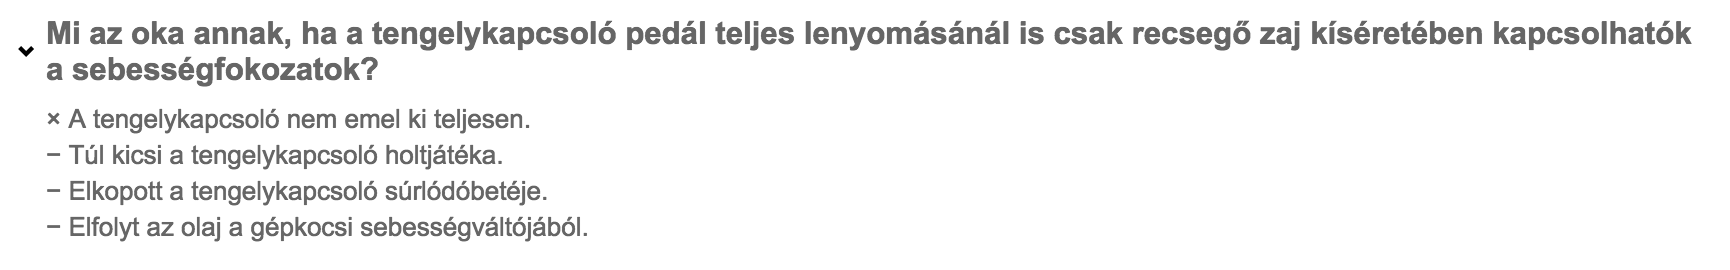 Mi az oka annak, ha a tengelykapcsoló pedál teljes lenyomásánál is csak recsegő zaj kíséretében kapcsolhatók
a sebességfokozatok?
× A tengelykapcsoló nem emel ki teljesen.
− Túl kicsi a tengelykapcsoló holtjátéka.
− Elkopott a tengelykapcsoló súrlódóbetéje.
− Elfolyt az olaj a gépkocsi sebességváltójából.